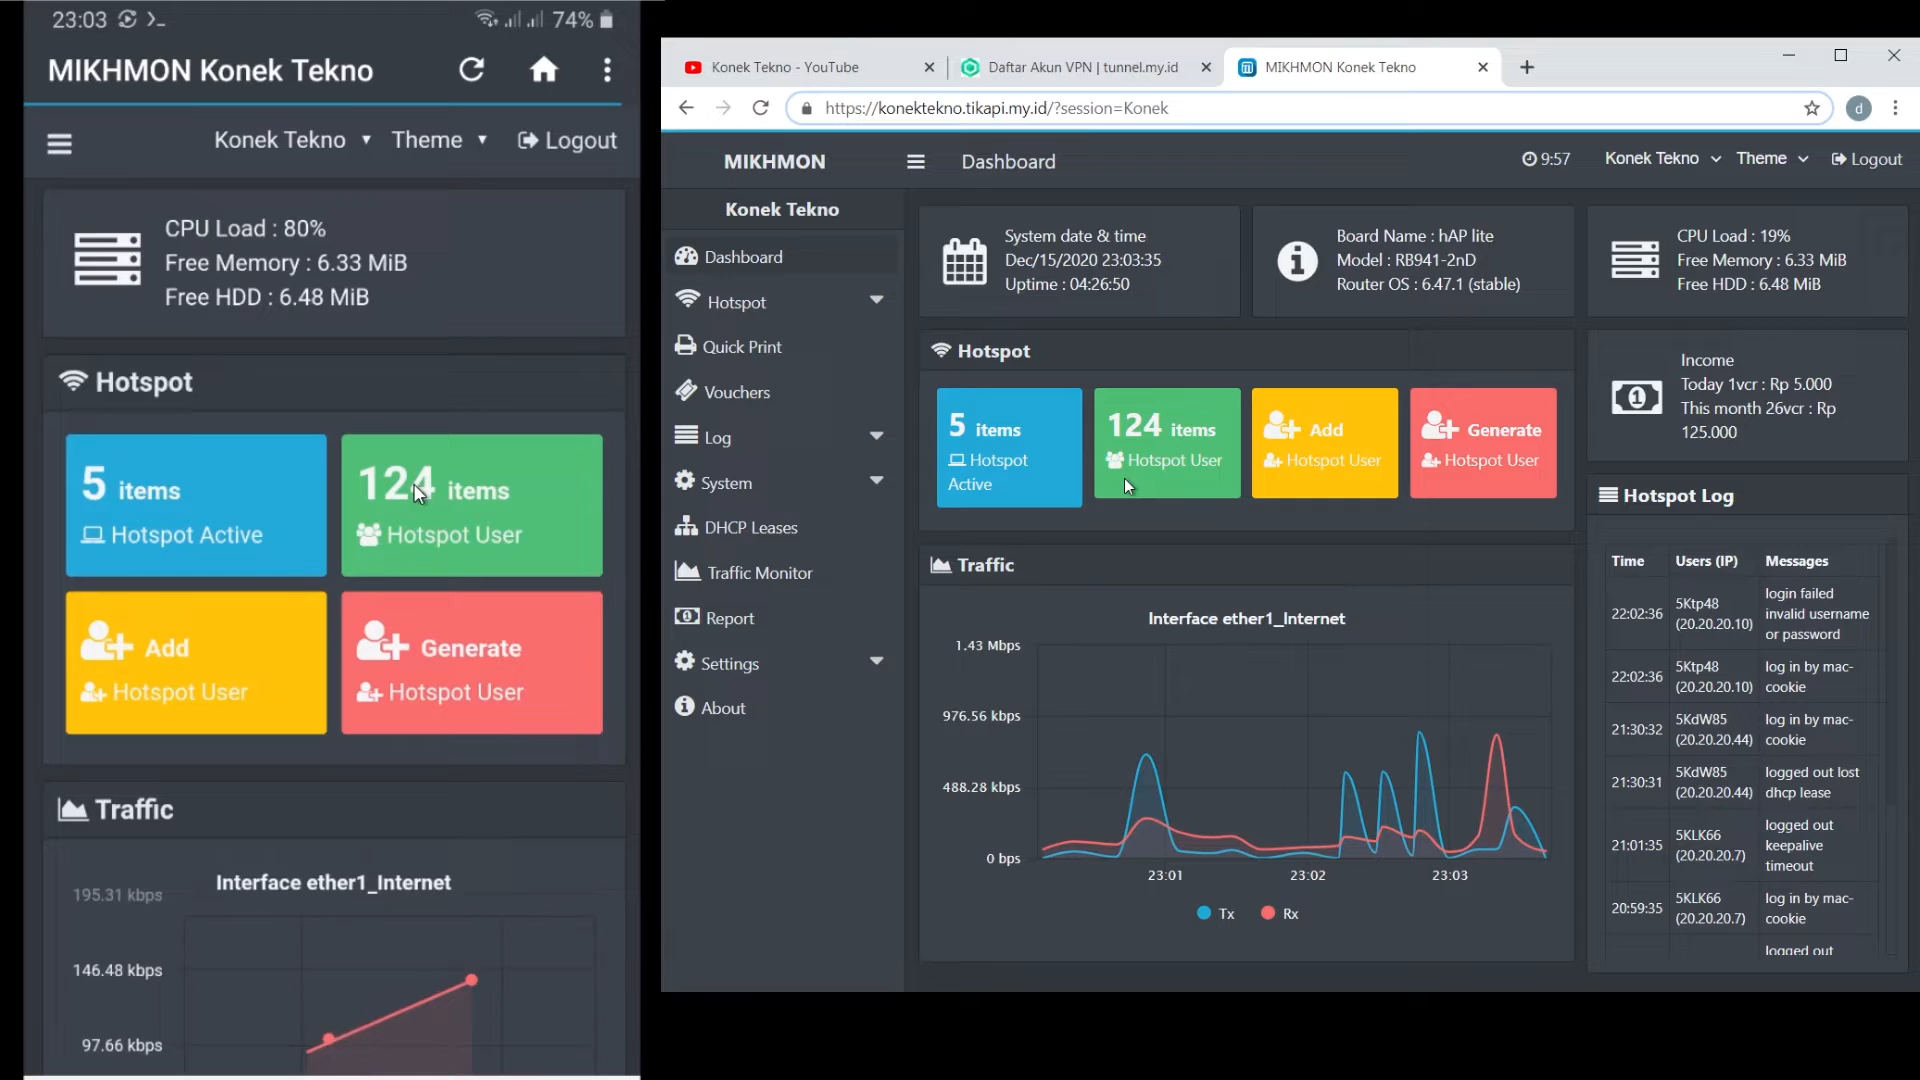 23:03
74%
MIKHMON Konek Tekno
Konek Tekno
Theme
Logout
CPU Load : 80%
Free Memory : 6.33 MiB
Free HDD : 6.48 MiB
Hotspot
5 items
Hotspot Active
124 items
Hotspot User
Add
Hotspot User
Generate
Hotspot User
Traffic
Interface ether1_Internet
195.31 kbps
146.48 kbps
97.66 kbps
Konek Tekno - YouTube
Daftar Akun VPN | tunnel.my.id
MIKHMON Konek Tekno
https://konektekno.tikapi.my.id/?session=Konek
d
MIKHMON
Dashboard
9:57
Konek Tekno
Theme
Logout
Konek Tekno
Dashboard
Hotspot
Quick Print
Vouchers
Log
System
DHCP Leases
Traffic Monitor
Report
Settings
About
System date & time
Dec/15/2020 23:03:35
Uptime : 04:26:50
Board Name : hAP lite
Model : RB941-2nD
Router OS : 6.47.1 (stable)
CPU Load : 19%
Free Memory : 6.33 MiB
Free HDD : 6.48 MiB
Hotspot
5 items
Hotspot
Active
124 items
Hotspot User
Add
Hotspot User
Generate
Hotspot User
Income
Today 1vcr : Rp 5.000
This month 26vcr : Rp
125.000
Traffic
Interface ether1_Internet
1.43 Mbps
976.56 kbps
488.28 kbps
0 bps
23:01
23:02
23:03
Tx
Rx
Hotspot Log
Time Users (IP) Messages
22:02:36 5Ktp48 (20.20.20.10) login failed invalid username or password
22:02:36 5Ktp48 (20.20.20.10) log in by mac-cookie
21:30:32 5KdW85 (20.20.20.44) log in by mac-cookie
21:30:31 5KdW85 (20.20.20.44) logged out lost dhcp lease
21:01:35 5KLK66 (20.20.20.7) logged out keepalive timeout
20:59:35 5KLK66 (20.20.20.7) log in by mac-cookie
logged out